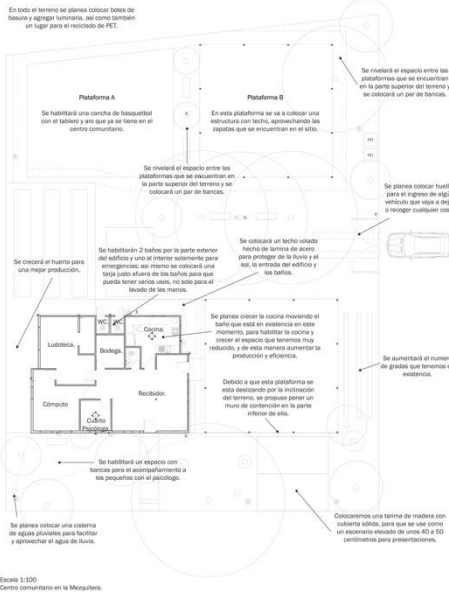 En todo el terreno se planea colocar botes de
basura y agregar luminaria, así como también
un lugar para el reciclado de PET.
Se nivelará el espacio entre las
plataformas que se encuentran
en la parte superior del terreno y
se colocará un par de bancas.
Plataforma A
Se habilitará una cancha de basquetbol
con el tablero y aro que ya se tiene en el
centro comunitario.
Plataforma B
En esta plataforma se va a colocar una
estructura con techo, aprovechando las
zapatas que se encuentran en el sitio.
Se nivelará el espacio entre las
plataformas que se encuentran en
la parte superior del terreno y se
colocará un par de bancas.
Se planea colocar huell
para el ingreso de algú
vehículo que vaya a dej
o recoger cualquier cos
Se crecerá el huerto para
una mejor producción.
Se habilitarán 2 baños por la parte exterior
del edificio y uno al interior solamente para
emergencias; así mismo se colocará una
tarja justo afuera de los baños para que
pueda tener varios usos, no solo para el
lavado de las manos.
Se colocará un techo volado
hecho de lamina de acero
para proteger de la lluvia y el
sol, la entrada del edificio y
los baños.
WC.
WC.
Cocina.
Ludoteca.
Bodega.
Cómputo
Cuarto
Psicóloga.
Recibidor.
Se planea crecer la cocina moviendo el
baño que está en existencia en este
momento, para habilitar la cocina y
crecer el espacio que tenemos muy
reducido, y de esta manera aumentar la
producción y eficiencia.
Debido a que esta plataforma se
esta deslizando por la inclinación
del terreno, se propuso poner un
muro de contención en la parte
inferior de ella.
Se aumentará el numero
de gradas que tenemos e
existencia.
Se habilitará un espacio con
bancas para el acompañamiento a
los pequeños con el psicólogo.
Se planea colocar una cisterna
de aguas pluviales para facilitar
y aprovechar el agua de lluvia.
Colocaremos una tarima de madera con
cubierta sólida, para que se use como
un escenario elevado de unos 40 a 50
centímetros para presentaciones.
Escala 1:100
Centro comunitario en la Mezquitera.